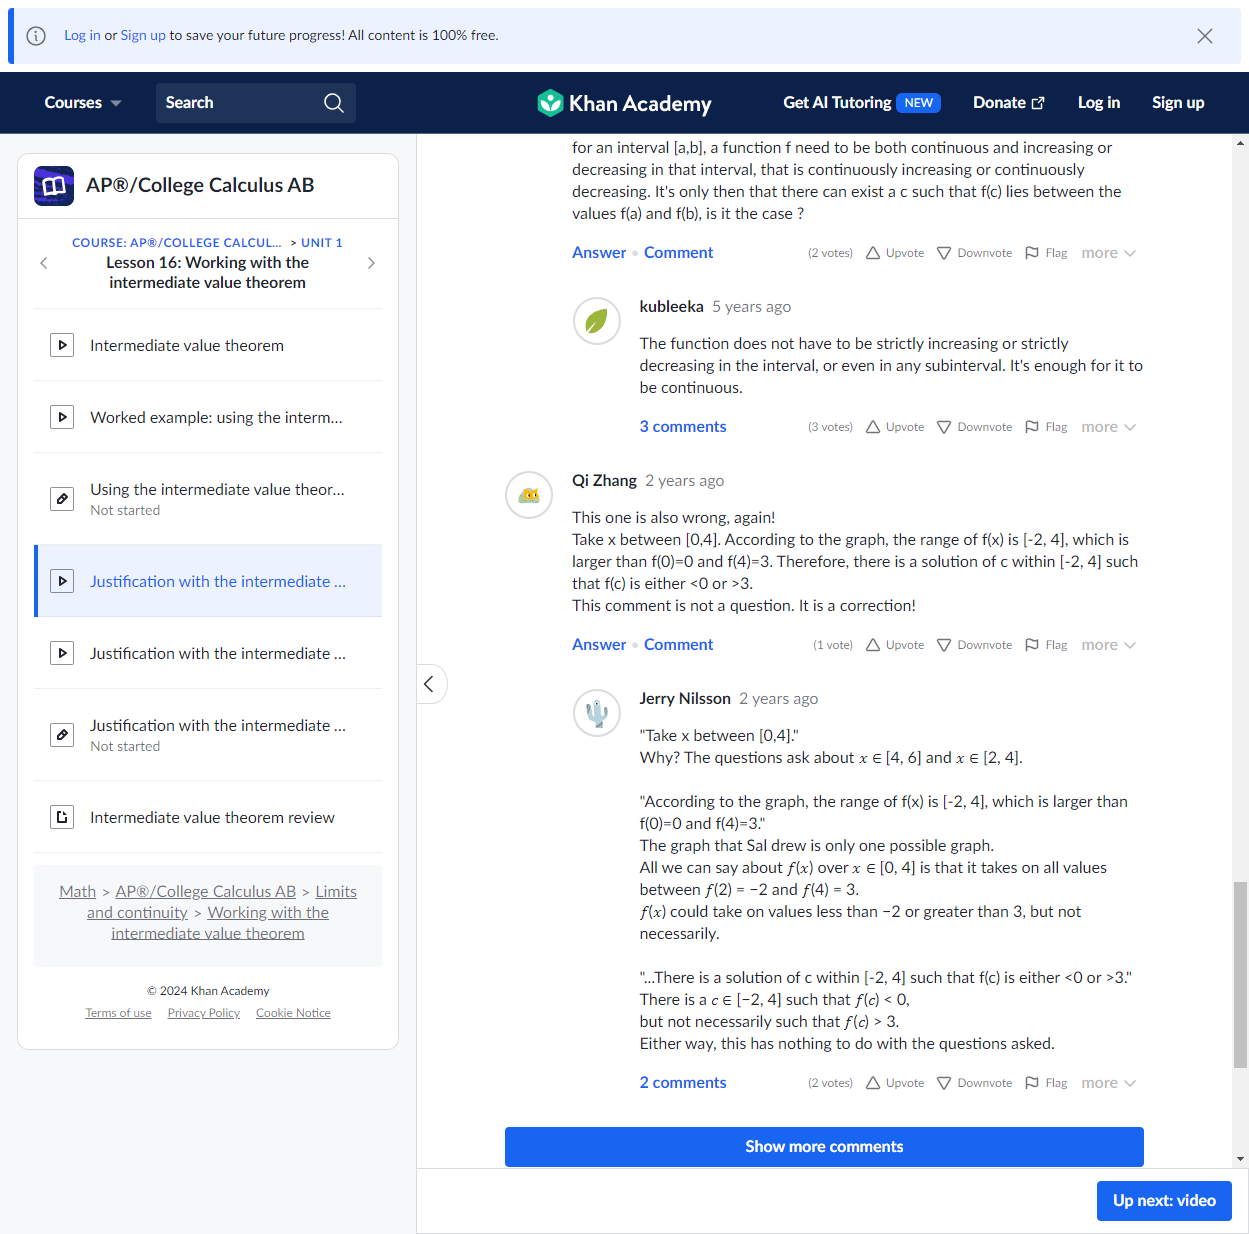 Log in or Sign up to save your future progress! All content is 100% free.
Courses
Search
Khan Academy
Get AI Tutoring NEW
Donate
Log in
Sign up
AP®/College Calculus AB
COURSE: AP®/COLLEGE CALCUL... > UNIT 1
Lesson 16: Working with the
intermediate value theorem
Intermediate value theorem
Worked example: using the interm...
Using the intermediate value theor...
Not started
Justification with the intermediate ...
Justification with the intermediate ...
Justification with the intermediate ...
Not started
Intermediate value theorem review
Math > AP®/College Calculus AB > Limits
and continuity > Working with the
intermediate value theorem
© 2024 Khan Academy
Terms of use Privacy Policy Cookie Notice
for an interval [a,b], a function f need to be both continuous and increasing or
decreasing in that interval, that is continuously increasing or continuously
decreasing. It's only then that there can exist a c such that f(c) lies between the
values f(a) and f(b), is it the case ?
Answer • Comment (2 votes) Upvote Downvote Flag more
kubleeka 5 years ago
The function does not have to be strictly increasing or strictly
decreasing in the interval, or even in any subinterval. It's enough for it to
be continuous.
3 comments (3 votes) Upvote Downvote Flag more
Qi Zhang 2 years ago
This one is also wrong, again!
Take x between [0,4]. According to the graph, the range of f(x) is [-2, 4], which is
larger than f(0)=0 and f(4)=3. Therefore, there is a solution of c within [-2, 4] such
that f(c) is either <0 or >3.
This comment is not a question. It is a correction!
Answer • Comment (1 vote) Upvote Downvote Flag more
Jerry Nilsson 2 years ago
"Take x between [0,4]."
Why? The questions ask about x ∈ [4, 6] and x ∈ [2, 4].
"According to the graph, the range of f(x) is [-2, 4], which is larger than
f(0)=0 and f(4)=3."
The graph that Sal drew is only one possible graph.
All we can say about f(x) over x ∈ [0, 4] is that it takes on all values
between f(2) = −2 and f(4) = 3.
f(x) could take on values less than −2 or greater than 3, but not
necessarily.
"...There is a solution of c within [-2, 4] such that f(c) is either <0 or >3."
There is a c ∈ [−2, 4] such that f(c) < 0,
but not necessarily such that f(c) > 3.
Either way, this has nothing to do with the questions asked.
2 comments (2 votes) Upvote Downvote Flag more
Show more comments
Up next: video